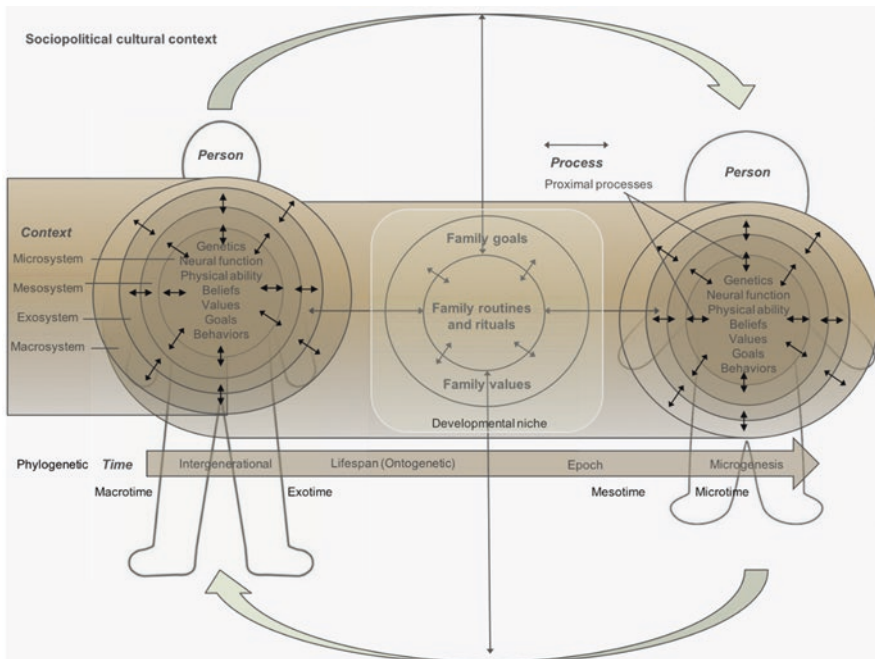 Sociopolitical cultural context
Person
Process
Proximal processes
Person
Context
Microsystem
Mesosystem
Exosystem
Macrosystem
Genetics
Neural function
Physical ability
Beliefs
Values
Goals
Behaviors
Family goals
Family routines
and rituals
Family values
Developmental niche
Genetics
Neural function
Physical ability
Beliefs
Values
Goals
Behaviors
Phylogenetic Time Intergenerational Lifespan (Ontogenetic) Epoch Microgenesis
Macrotime Exotime Mesotime Microtime